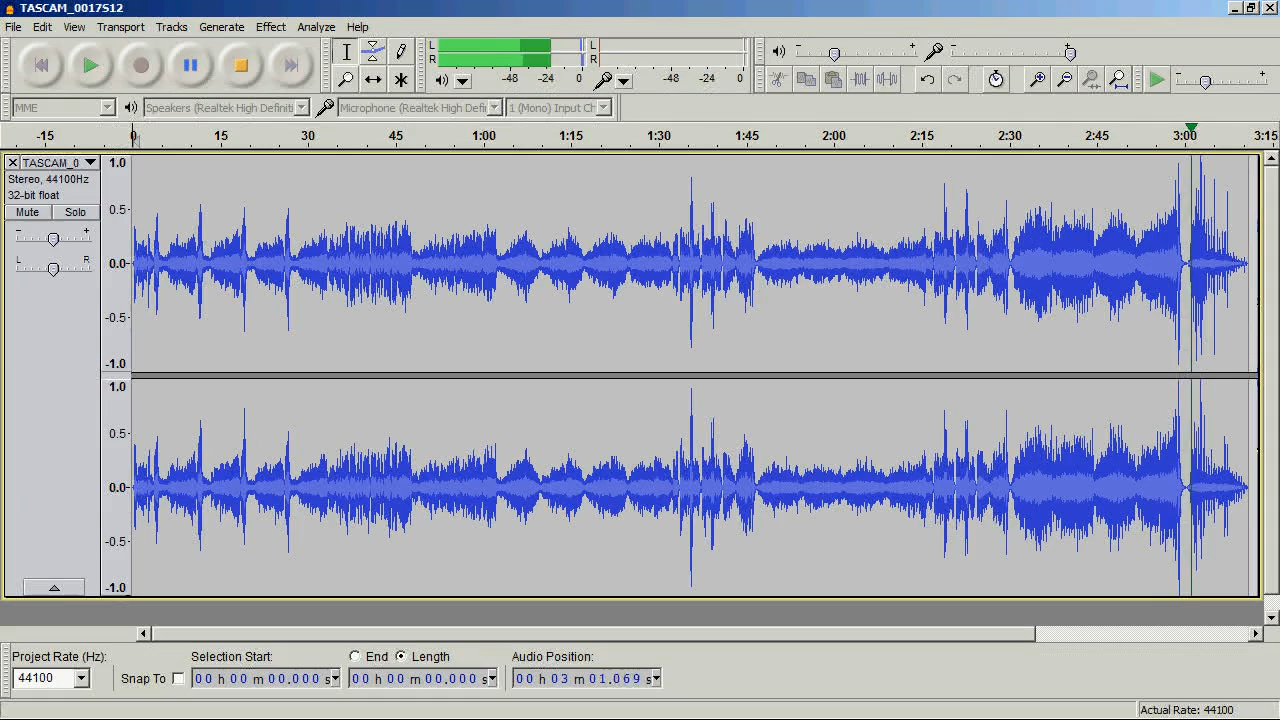 TASCAM_0017S12
File Edit View Transport Tracks Generate Effect Analyze Help
L R -48 -24 0 L R -48 -24 0 - + - +
MME Speakers (Realtek High Definiti Microphone (Realtek High Defi 1 (Mono) Input Ch - +
-15 0 15 30 45 1:00 1:15 1:30 1:45 2:00 2:15 2:30 2:45 3:00 3:15
TASCAM_0 1.0
Stereo, 44100Hz
32-bit float
Mute Solo 0.5
- +
L R 0.0
-0.5
-1.0
1.0
0.5
0.0
-0.5
-1.0
Project Rate (Hz): Selection Start: End Length Audio Position:
44100 Snap To 00 h 00 m 00.000 s 00 h 00 m 00.000 s 00 h 03 m 01.069 s
Actual Rate: 44100